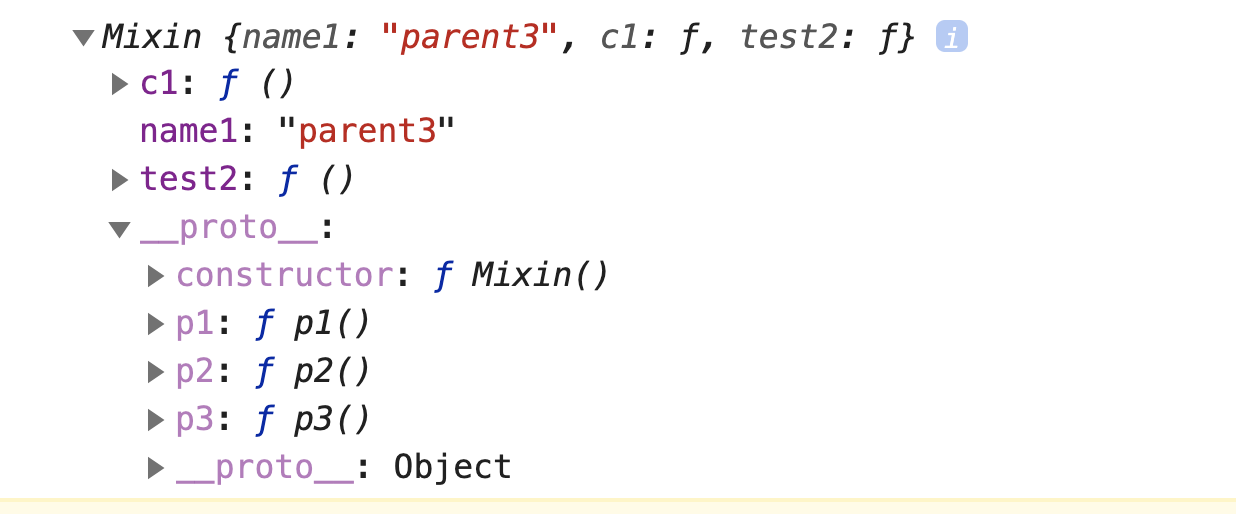 Mixin {name1: "parent3", c1: ƒ, test2: ƒ} i
c1: ƒ ()
name1: "parent3"
test2: ƒ ()
__proto__:
constructor: ƒ Mixin()
p1: ƒ p1()
p2: ƒ p2()
p3: ƒ p3()
__proto__: Object